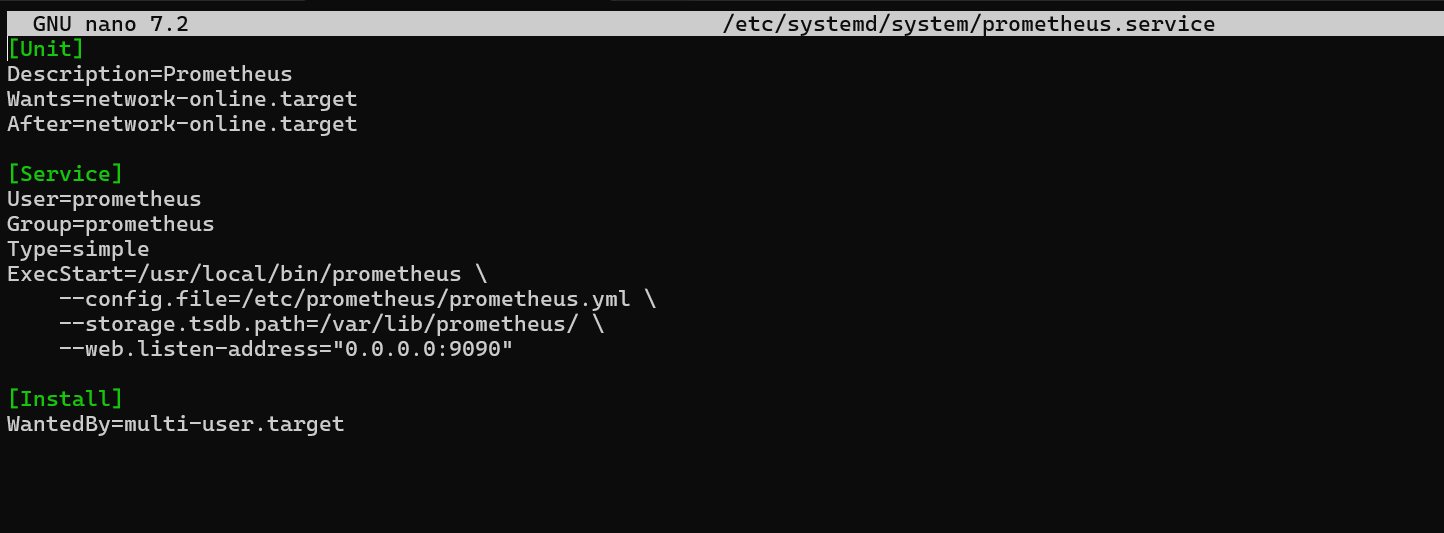 GNU nano 7.2 /etc/systemd/system/prometheus.service
[Unit]
Description=Prometheus
Wants=network-online.target
After=network-online.target

[Service]
User=prometheus
Group=prometheus
Type=simple
ExecStart=/usr/local/bin/prometheus \
    --config.file=/etc/prometheus/prometheus.yml \
    --storage.tsdb.path=/var/lib/prometheus/ \
    --web.listen-address="0.0.0.0:9090"

[Install]
WantedBy=multi-user.target